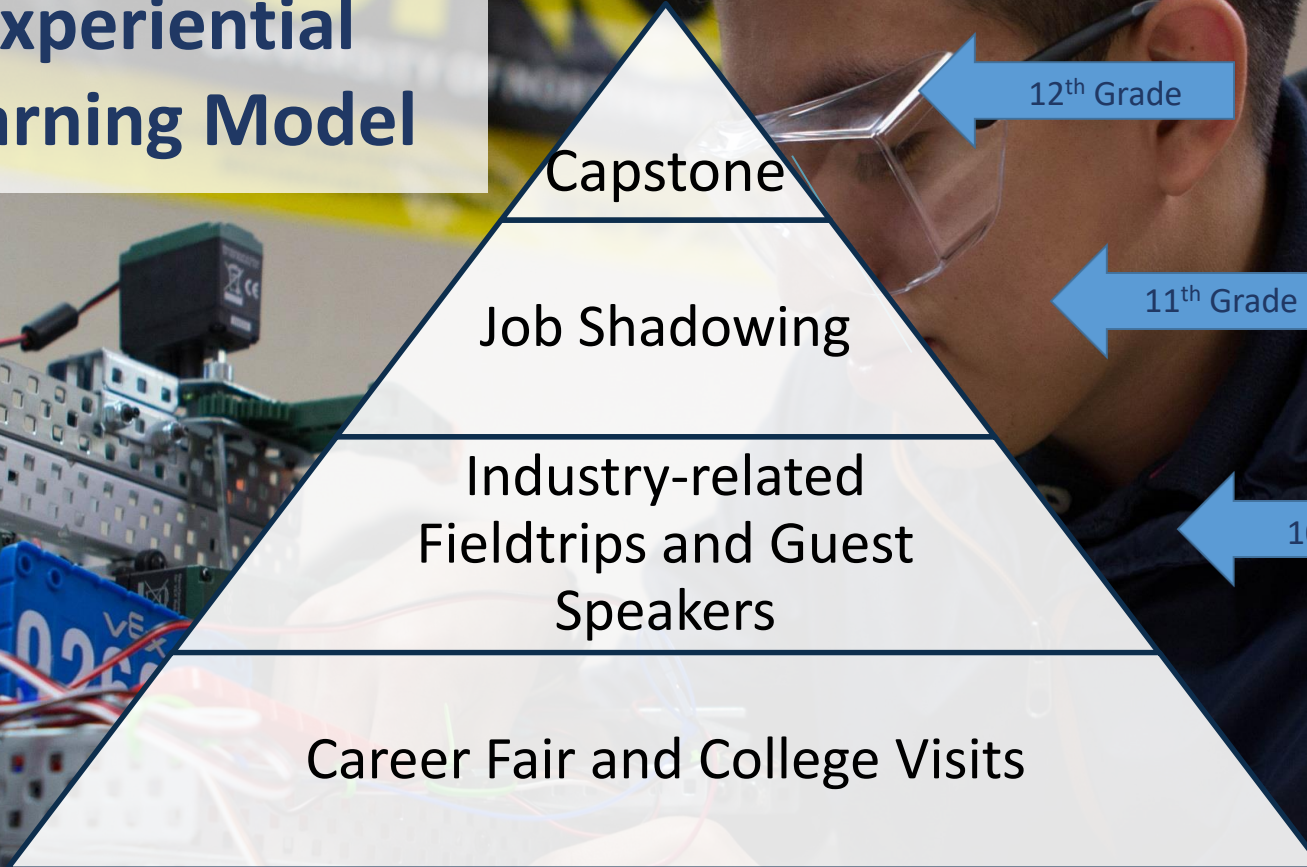 xperiential
arning Model
12th Grade
Capstone
11th Grade
Job Shadowing
Industry-related
Fieldtrips and Guest
Speakers
Career Fair and College Visits
VEX